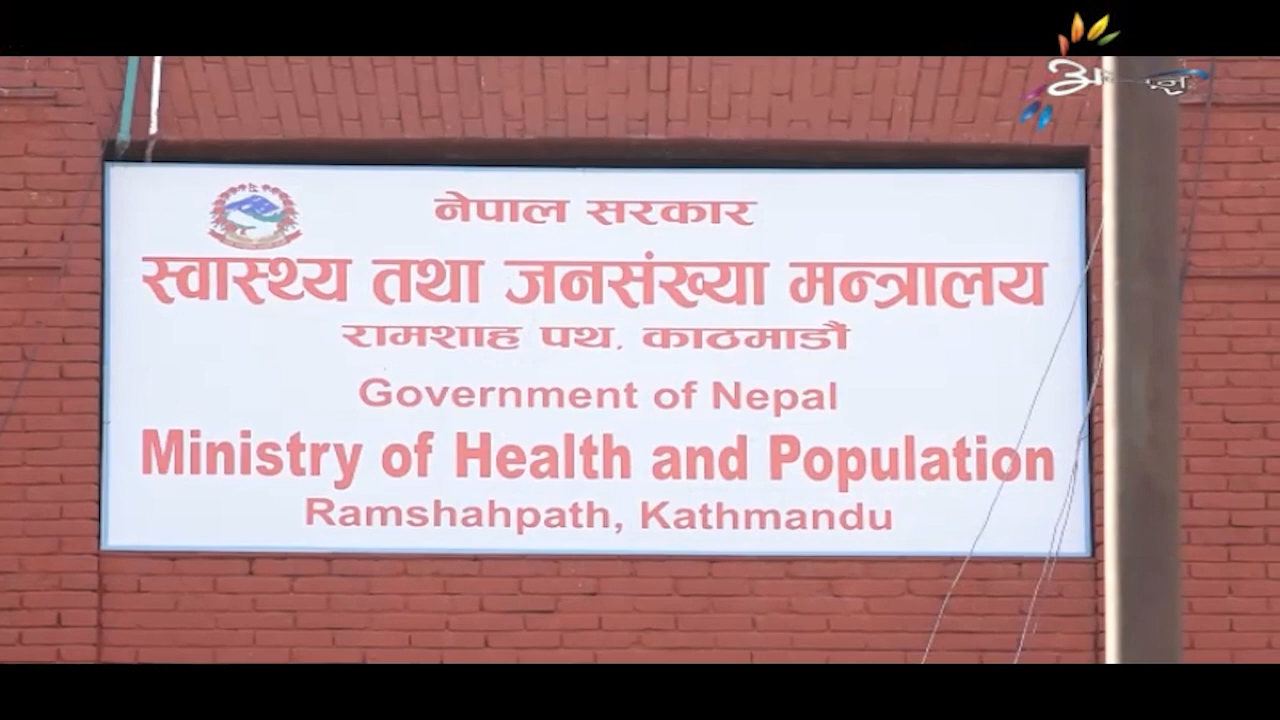 नेपाल सरकार
स्वास्थ्य तथा जनसंख्या मन्त्रालय
रामशाह पथ, काठमाडौं
Government of Nepal
Ministry of Health and Population
Ramshahpath, Kathmandu